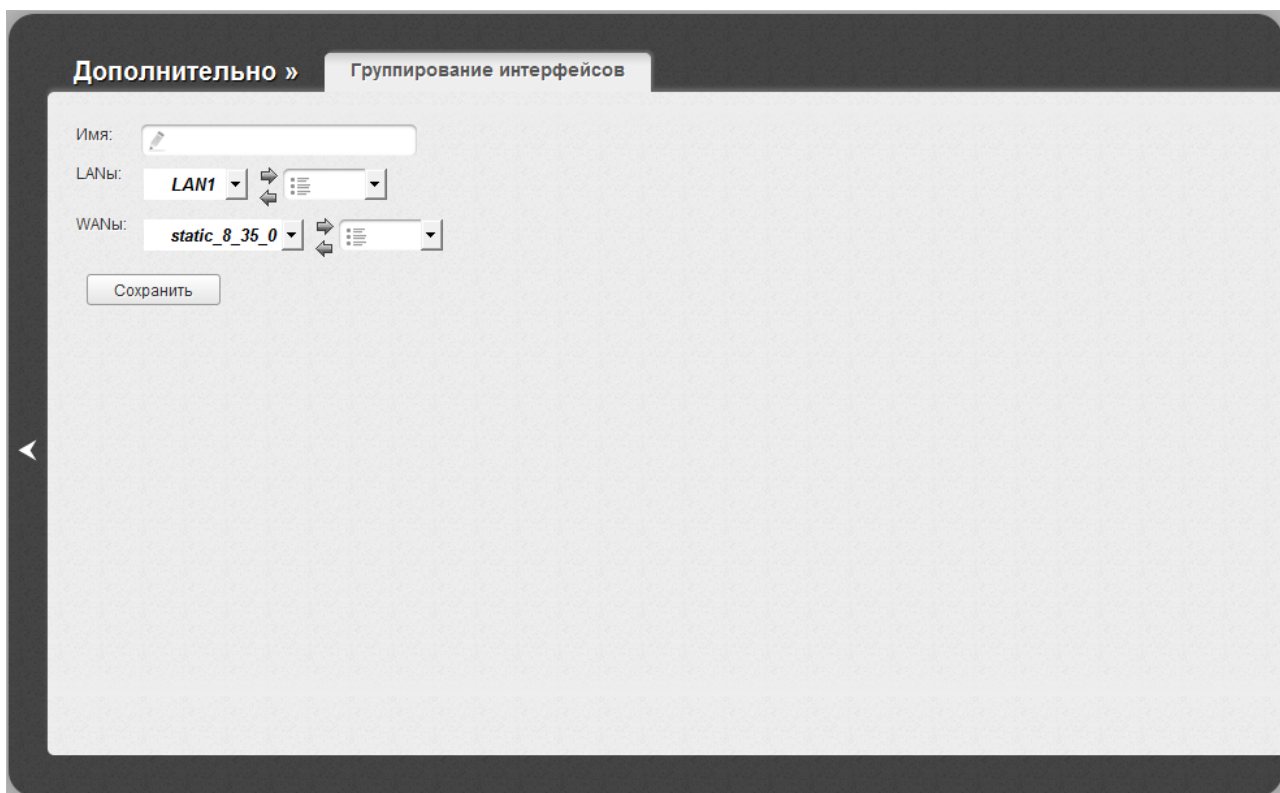 Дополнительно »
Группирование интерфейсов
Имя:
LANы:
LAN1
WANы:
static_8_35_0
Сохранить